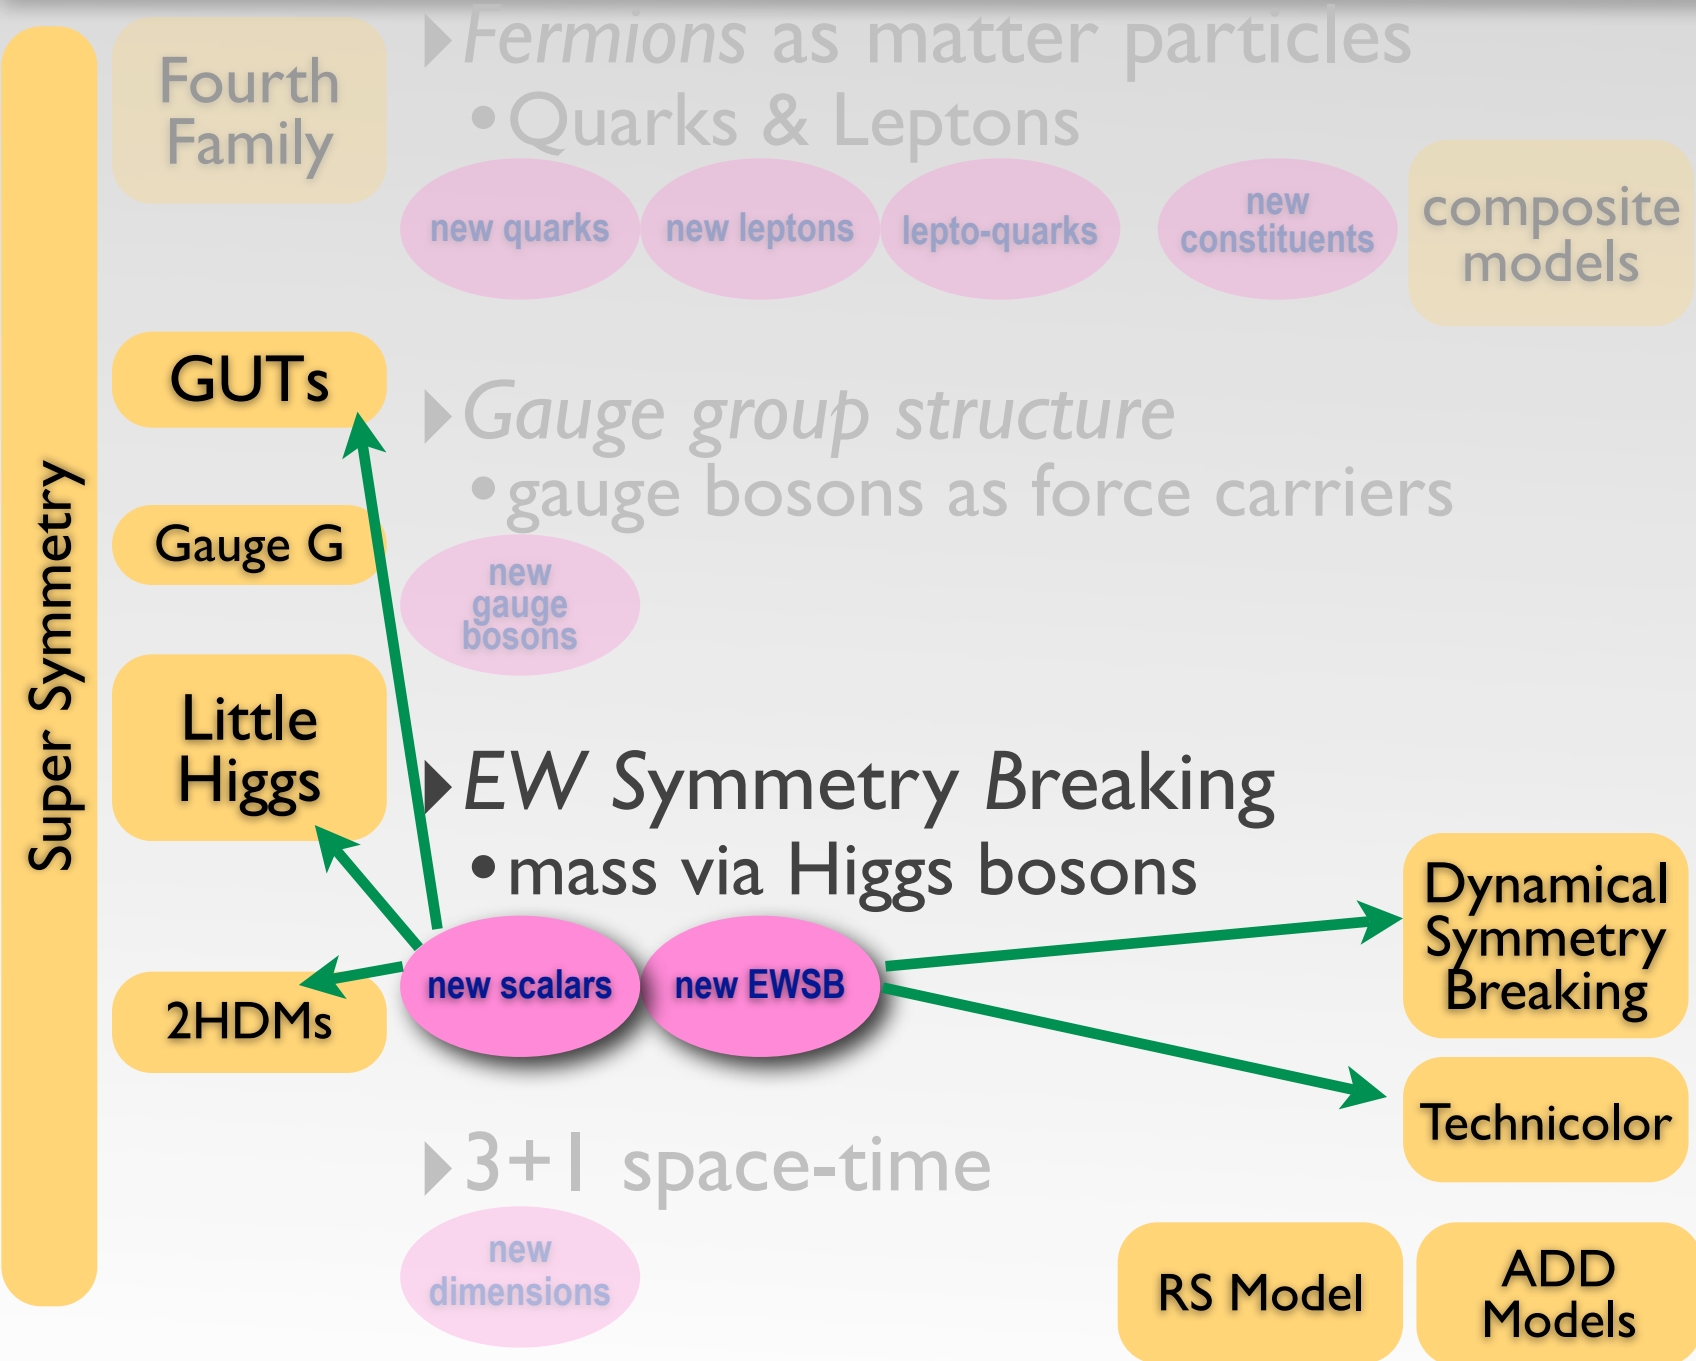 Super Symmetry
Fourth
Family
▸Fermions as matter particles
•Quarks & Leptons
new quarks
new leptons
lepto-quarks
new
constituents
composite
models
GUTs
▸Gauge group structure
•gauge bosons as force carriers
Gauge G
new
gauge
bosons
Little
Higgs
▸EW Symmetry Breaking
•mass via Higgs bosons
2HDMs
new scalars
new EWSB
Dynamical
Symmetry
Breaking
Technicolor
▸3+1 space-time
new
dimensions
RS Model
ADD
Models